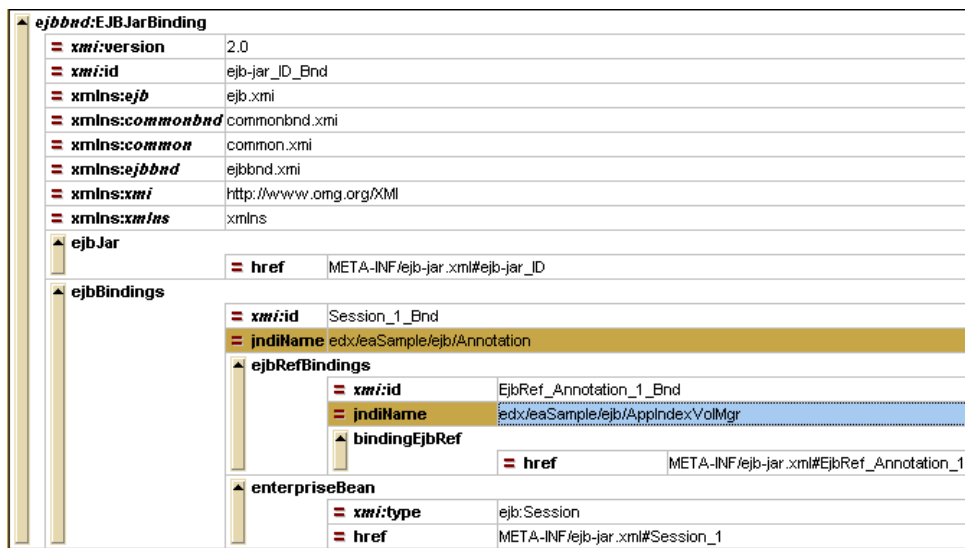 ejbbnd:EJBJarBinding
= xmi:version 2.0
= xmi:id ejb-jar_ID_Bnd
= xmlns:ejb ejb.xmi
= xmlns:commonbnd commonbnd.xmi
= xmlns:common common.xmi
= xmlns:ejbbnd ejbbnd.xmi
= xmlns:xmi http://www.omg.org/XMI
= xmlns:xmlns xmlns
ejbJar
= href META-INF/ejb-jar.xml#ejb-jar_ID
ejbBindings
= xmi:id Session_1_Bnd
= jndiName edx/eaSample/ejb/Annotation
ejbRefBindings
= xmi:id EjbRef_Annotation_1_Bnd
= jndiName edx/eaSample/ejb/AppIndexVolMgr
bindingEjbRef
= href META-INF/ejb-jar.xml#EjbRef_Annotation_1
enterpriseBean
= xmi:type ejb:Session
= href META-INF/ejb-jar.xml#Session_1